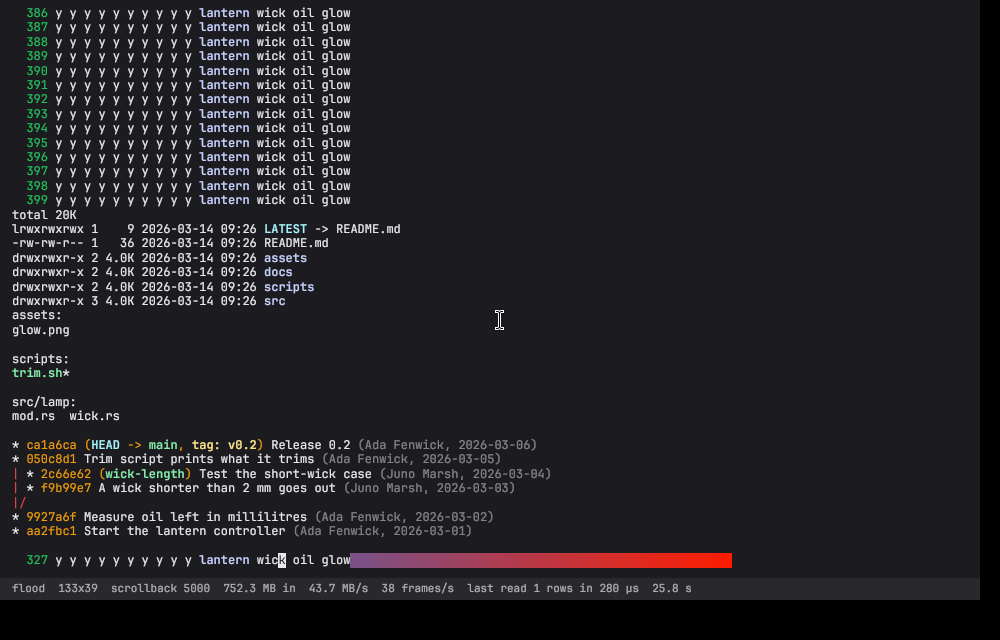 386 y y y y y y y y y y lantern wick oil glow
387 y y y y y y y y y y lantern wick oil glow
388 y y y y y y y y y y lantern wick oil glow
389 y y y y y y y y y y lantern wick oil glow
390 y y y y y y y y y y lantern wick oil glow
391 y y y y y y y y y y lantern wick oil glow
392 y y y y y y y y y y lantern wick oil glow
393 y y y y y y y y y y lantern wick oil glow
394 y y y y y y y y y y lantern wick oil glow
395 y y y y y y y y y y lantern wick oil glow
396 y y y y y y y y y y lantern wick oil glow
397 y y y y y y y y y y lantern wick oil glow
398 y y y y y y y y y y lantern wick oil glow
399 y y y y y y y y y y lantern wick oil glow
total 20K
lrwxrwxrwx 1    9 2026-03-14 09:26 LATEST -> README.md
-rw-rw-r-- 1   36 2026-03-14 09:26 README.md
drwxrwxr-x 2 4.0K 2026-03-14 09:26 assets
drwxrwxr-x 2 4.0K 2026-03-14 09:26 docs
drwxrwxr-x 2 4.0K 2026-03-14 09:26 scripts
drwxrwxr-x 3 4.0K 2026-03-14 09:26 src
assets:
glow.png
scripts:
trim.sh*
src/lamp:
mod.rs  wick.rs
* ca1a6ca (HEAD -> main, tag: v0.2) Release 0.2 (Ada Fenwick, 2026-03-06)
* 050c8d1 Trim script prints what it trims (Ada Fenwick, 2026-03-05)
| * 2c66e62 (wick-length) Test the short-wick case (Juno Marsh, 2026-03-04)
| * f9b99e7 A wick shorter than 2 mm goes out (Juno Marsh, 2026-03-03)
|/
* 9927a6f Measure oil left in millilitres (Ada Fenwick, 2026-03-02)
* aa2fbc1 Start the lantern controller (Ada Fenwick, 2026-03-01)
327 y y y y y y y y y y lantern wick oil glow
flood  133x39  scrollback 5000  752.3 MB in  43.7 MB/s  38 frames/s  last read 1 rows in 280 µs  25.8 s